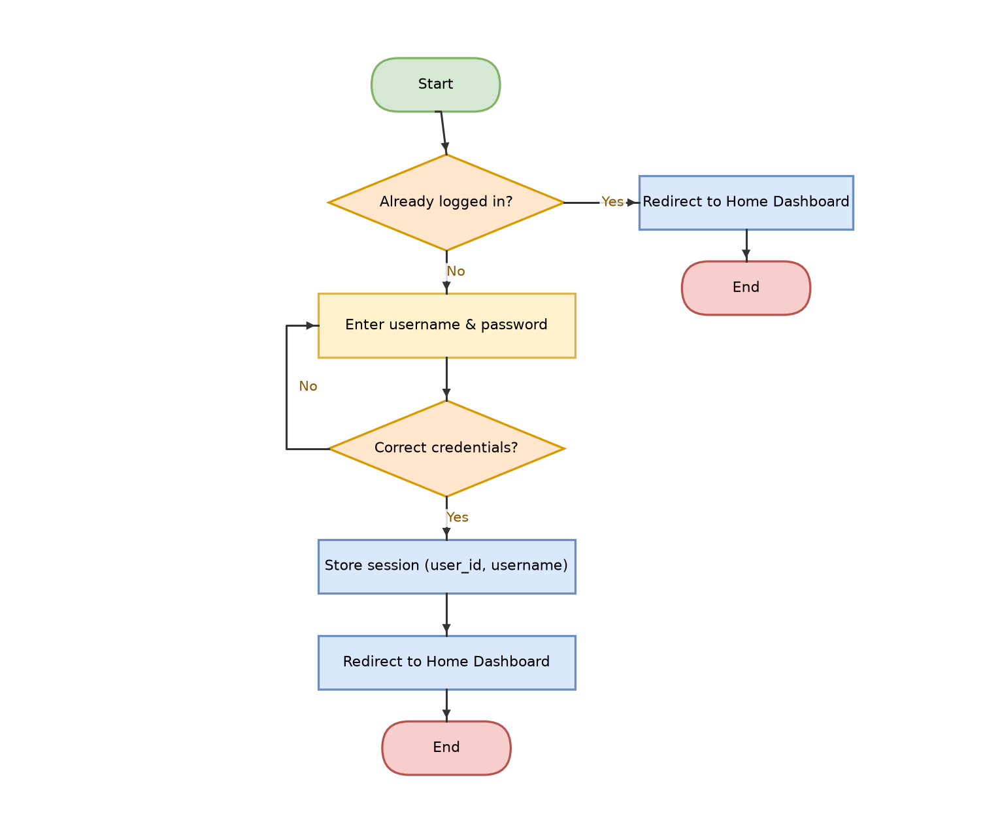 Start
Already logged in?
Yes
Redirect to Home Dashboard
End
No
Enter username & password
No
Correct credentials?
Yes
Store session (user_id, username)
Redirect to Home Dashboard
End